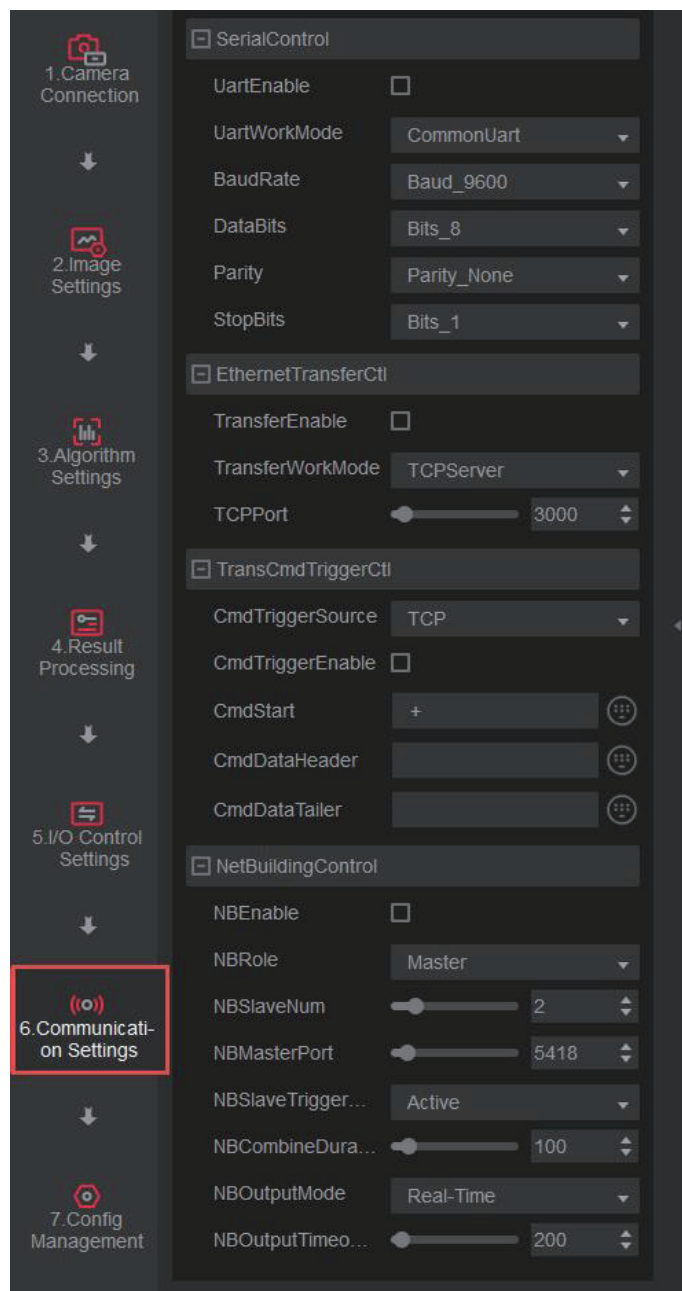 1.Camera
Connection
2.Image
Settings
3.Algorithm
Settings
4.Result
Processing
5.I/O Control
Settings
6.Communicati-
on Settings
7.Config
Management
SerialControl
UartEnable
UartWorkMode CommonUart
BaudRate Baud_9600
DataBits Bits_8
Parity Parity_None
StopBits Bits_1
EthernetTransferCtl
TransferEnable
TransferWorkMode TCPServer
TCPPort 3000
TransCmdTriggerCtl
CmdTriggerSource TCP
CmdTriggerEnable
CmdStart +
CmdDataHeader
CmdDataTailer
NetBuildingControl
NBEnable
NBRole Master
NBSlaveNum 2
NBMasterPort 5418
NBSlaveTrigger... Active
NBCombineDura... 100
NBOutputMode Real-Time
NBOutputTimeo... 200